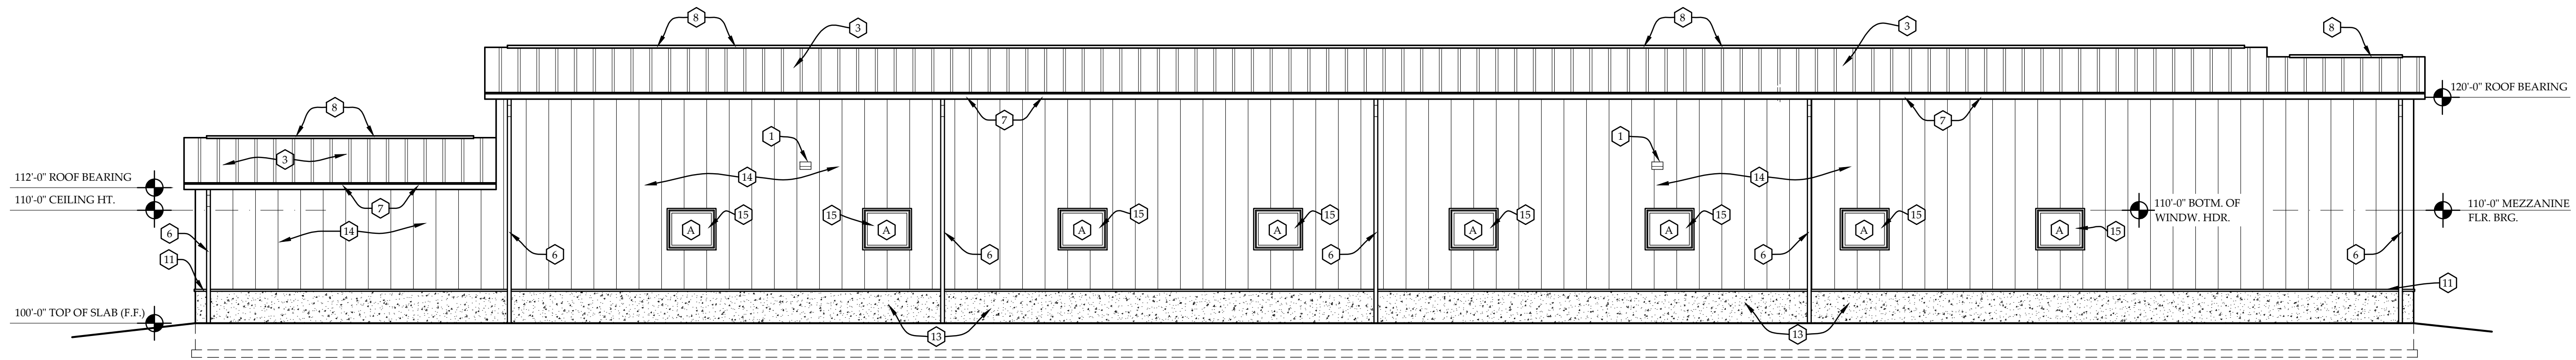 8
3
8
3
8
120'-0" ROOF BEARING
8
7
7
1
1
3
112'-0" ROOF BEARING
14
14
110'-0" CEILING HT.
7
15
15
15
15
15
15
15
110'-0" BOTM. OF
WINDW. HDR.
110'-0" MEZZANINE
FLR. BRG.
6
14
A
A
A
A
A
A
A
A
15
11
6
6
6
6
6
11
100'-0" TOP OF SLAB (F.F.)
13
13